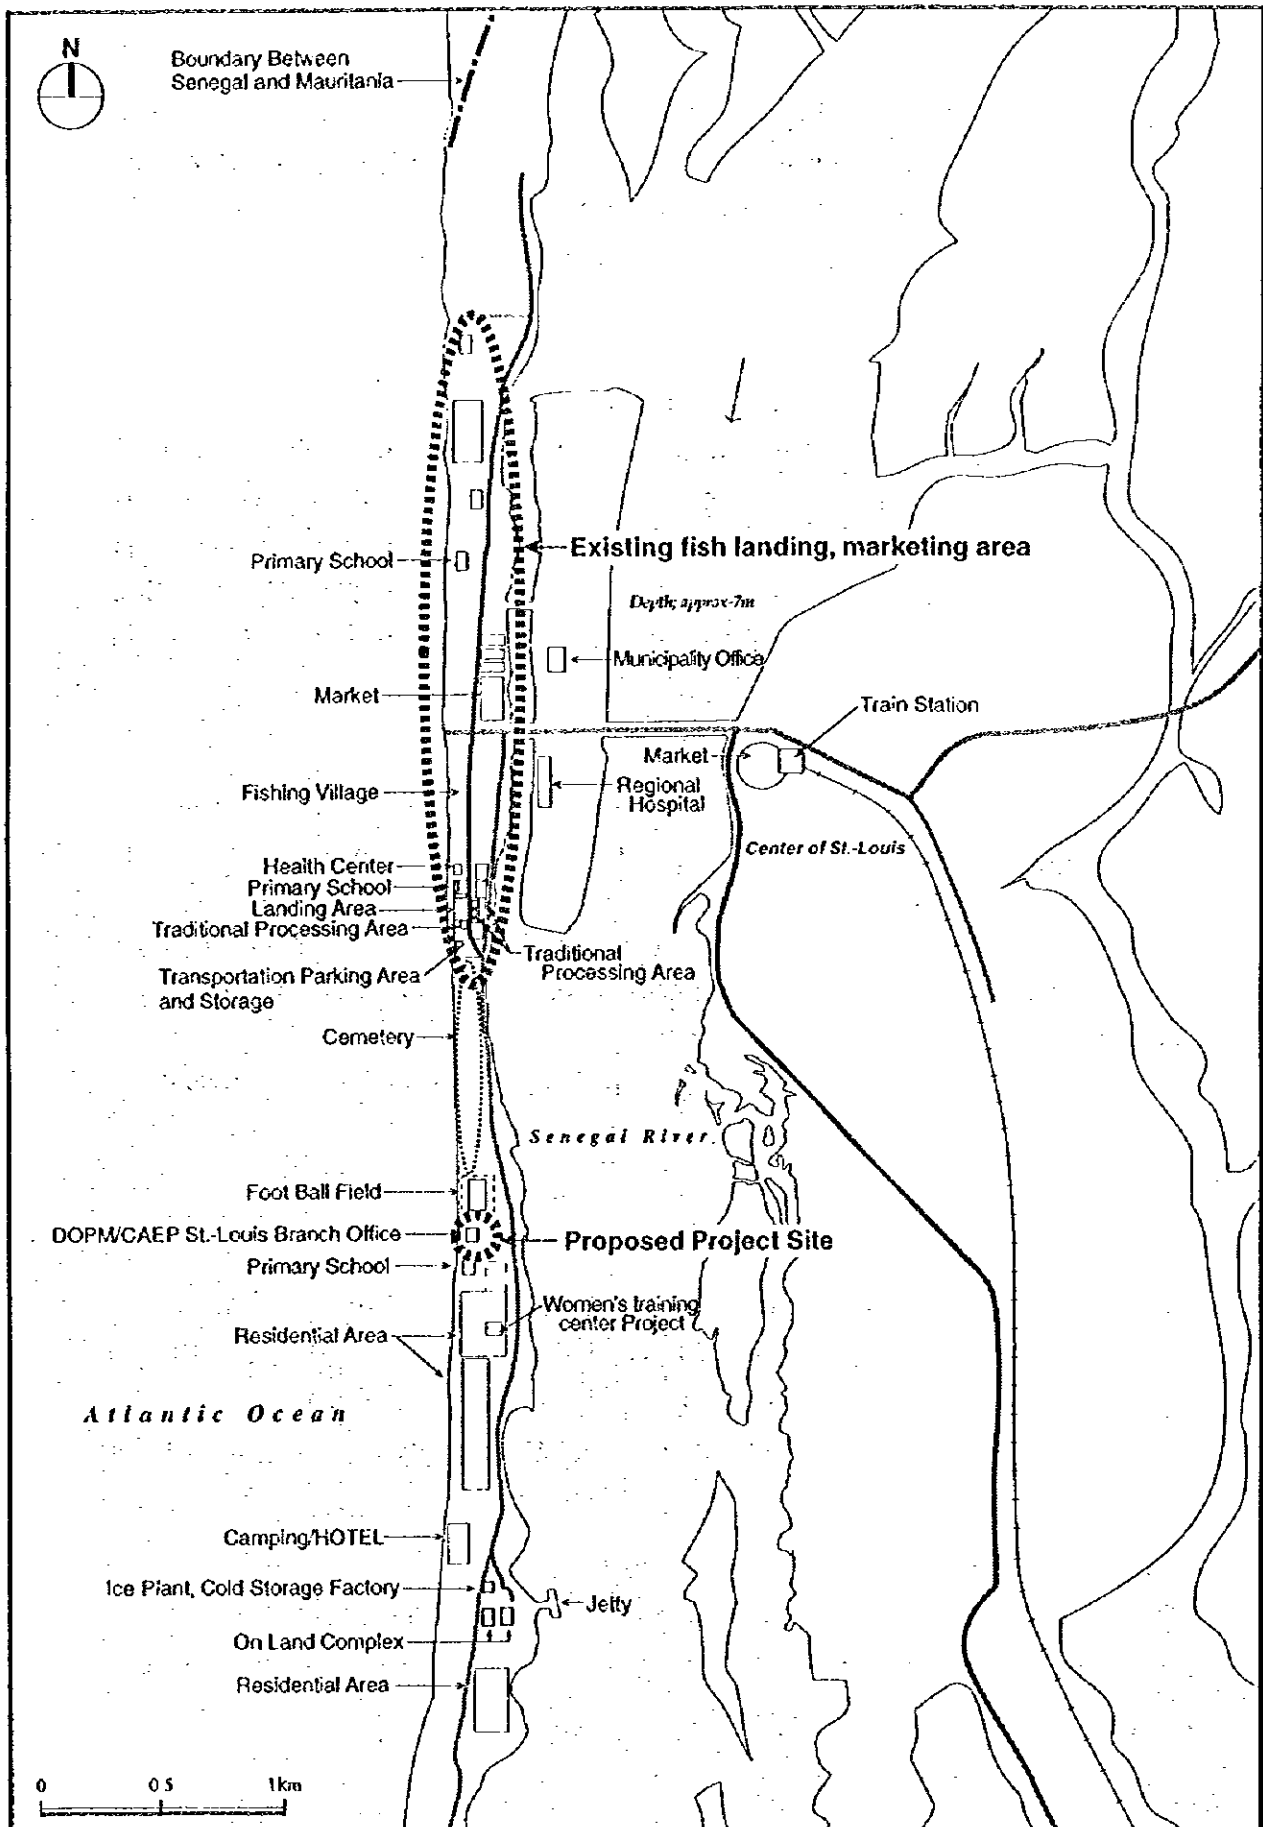 N
Boundary Between
Senegal and Mauritania
Existing fish landing, marketing area
Primary School
Depth; approx-7m
Municipality Office
Market
Train Station
Market
Regional
Hospital
Fishing Village
Center of St.-Louis
Health Center
Primary School
Landing Area
Traditional Processing Area
Traditional
Processing Area
Transportation Parking Area
and Storage
Cemetery
Senegal River
Foot Ball Field
DOPM/CAEP St.-Louis Branch Office
Proposed Project Site
Primary School
Women's training
center Project
Residential Area
Atlantic Ocean
Camping/HOTEL
Ice Plant, Cold Storage Factory
Jetty
On Land Complex
Residential Area
0 0 5 1km